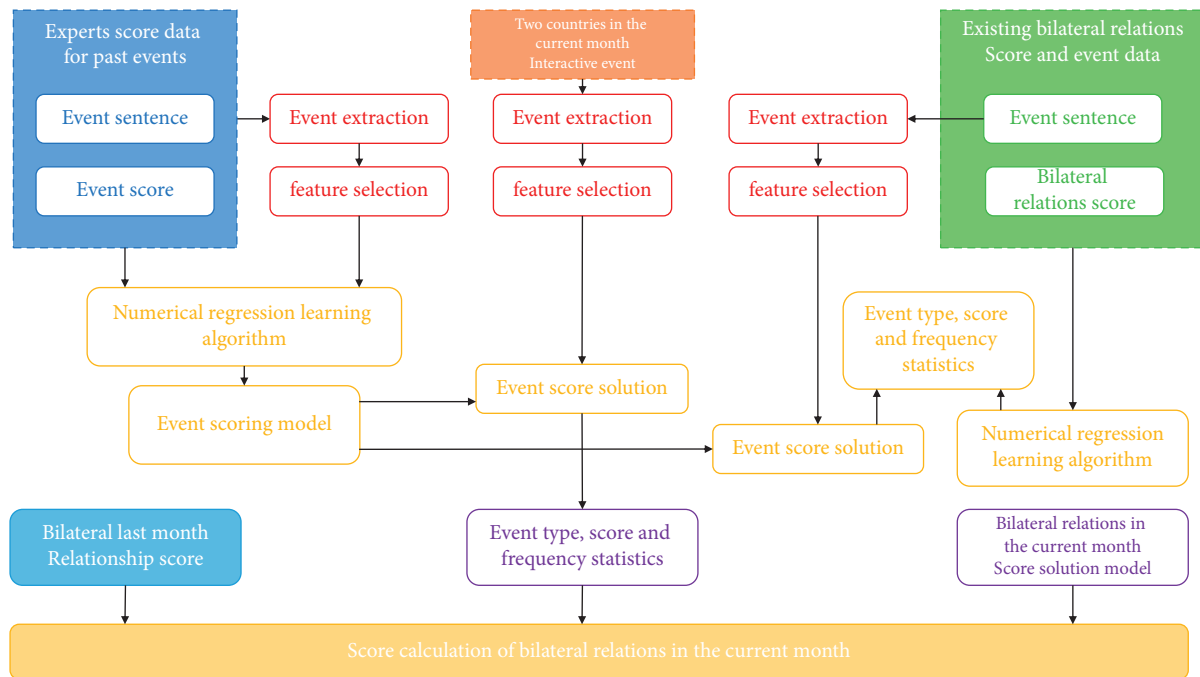 Experts score data
for past events
Two countries in the
current month
Interactive event
Existing bilateral relations
Score and event data
Event sentence
Event extraction
Event extraction
Event extraction
Event sentence
Event score
feature selection
feature selection
feature selection
Bilateral
relations score
Numerical regression learning
algorithm
Event type, score
and frequency
statistics
Event score solution
Event scoring model
Event score solution
Numerical regression
learning algorithm
Bilateral last month
Relationship score
Event type, score and
frequency statistics
Bilateral relations in
the current month
Score solution model
Score calculation of bilateral relations in the current month